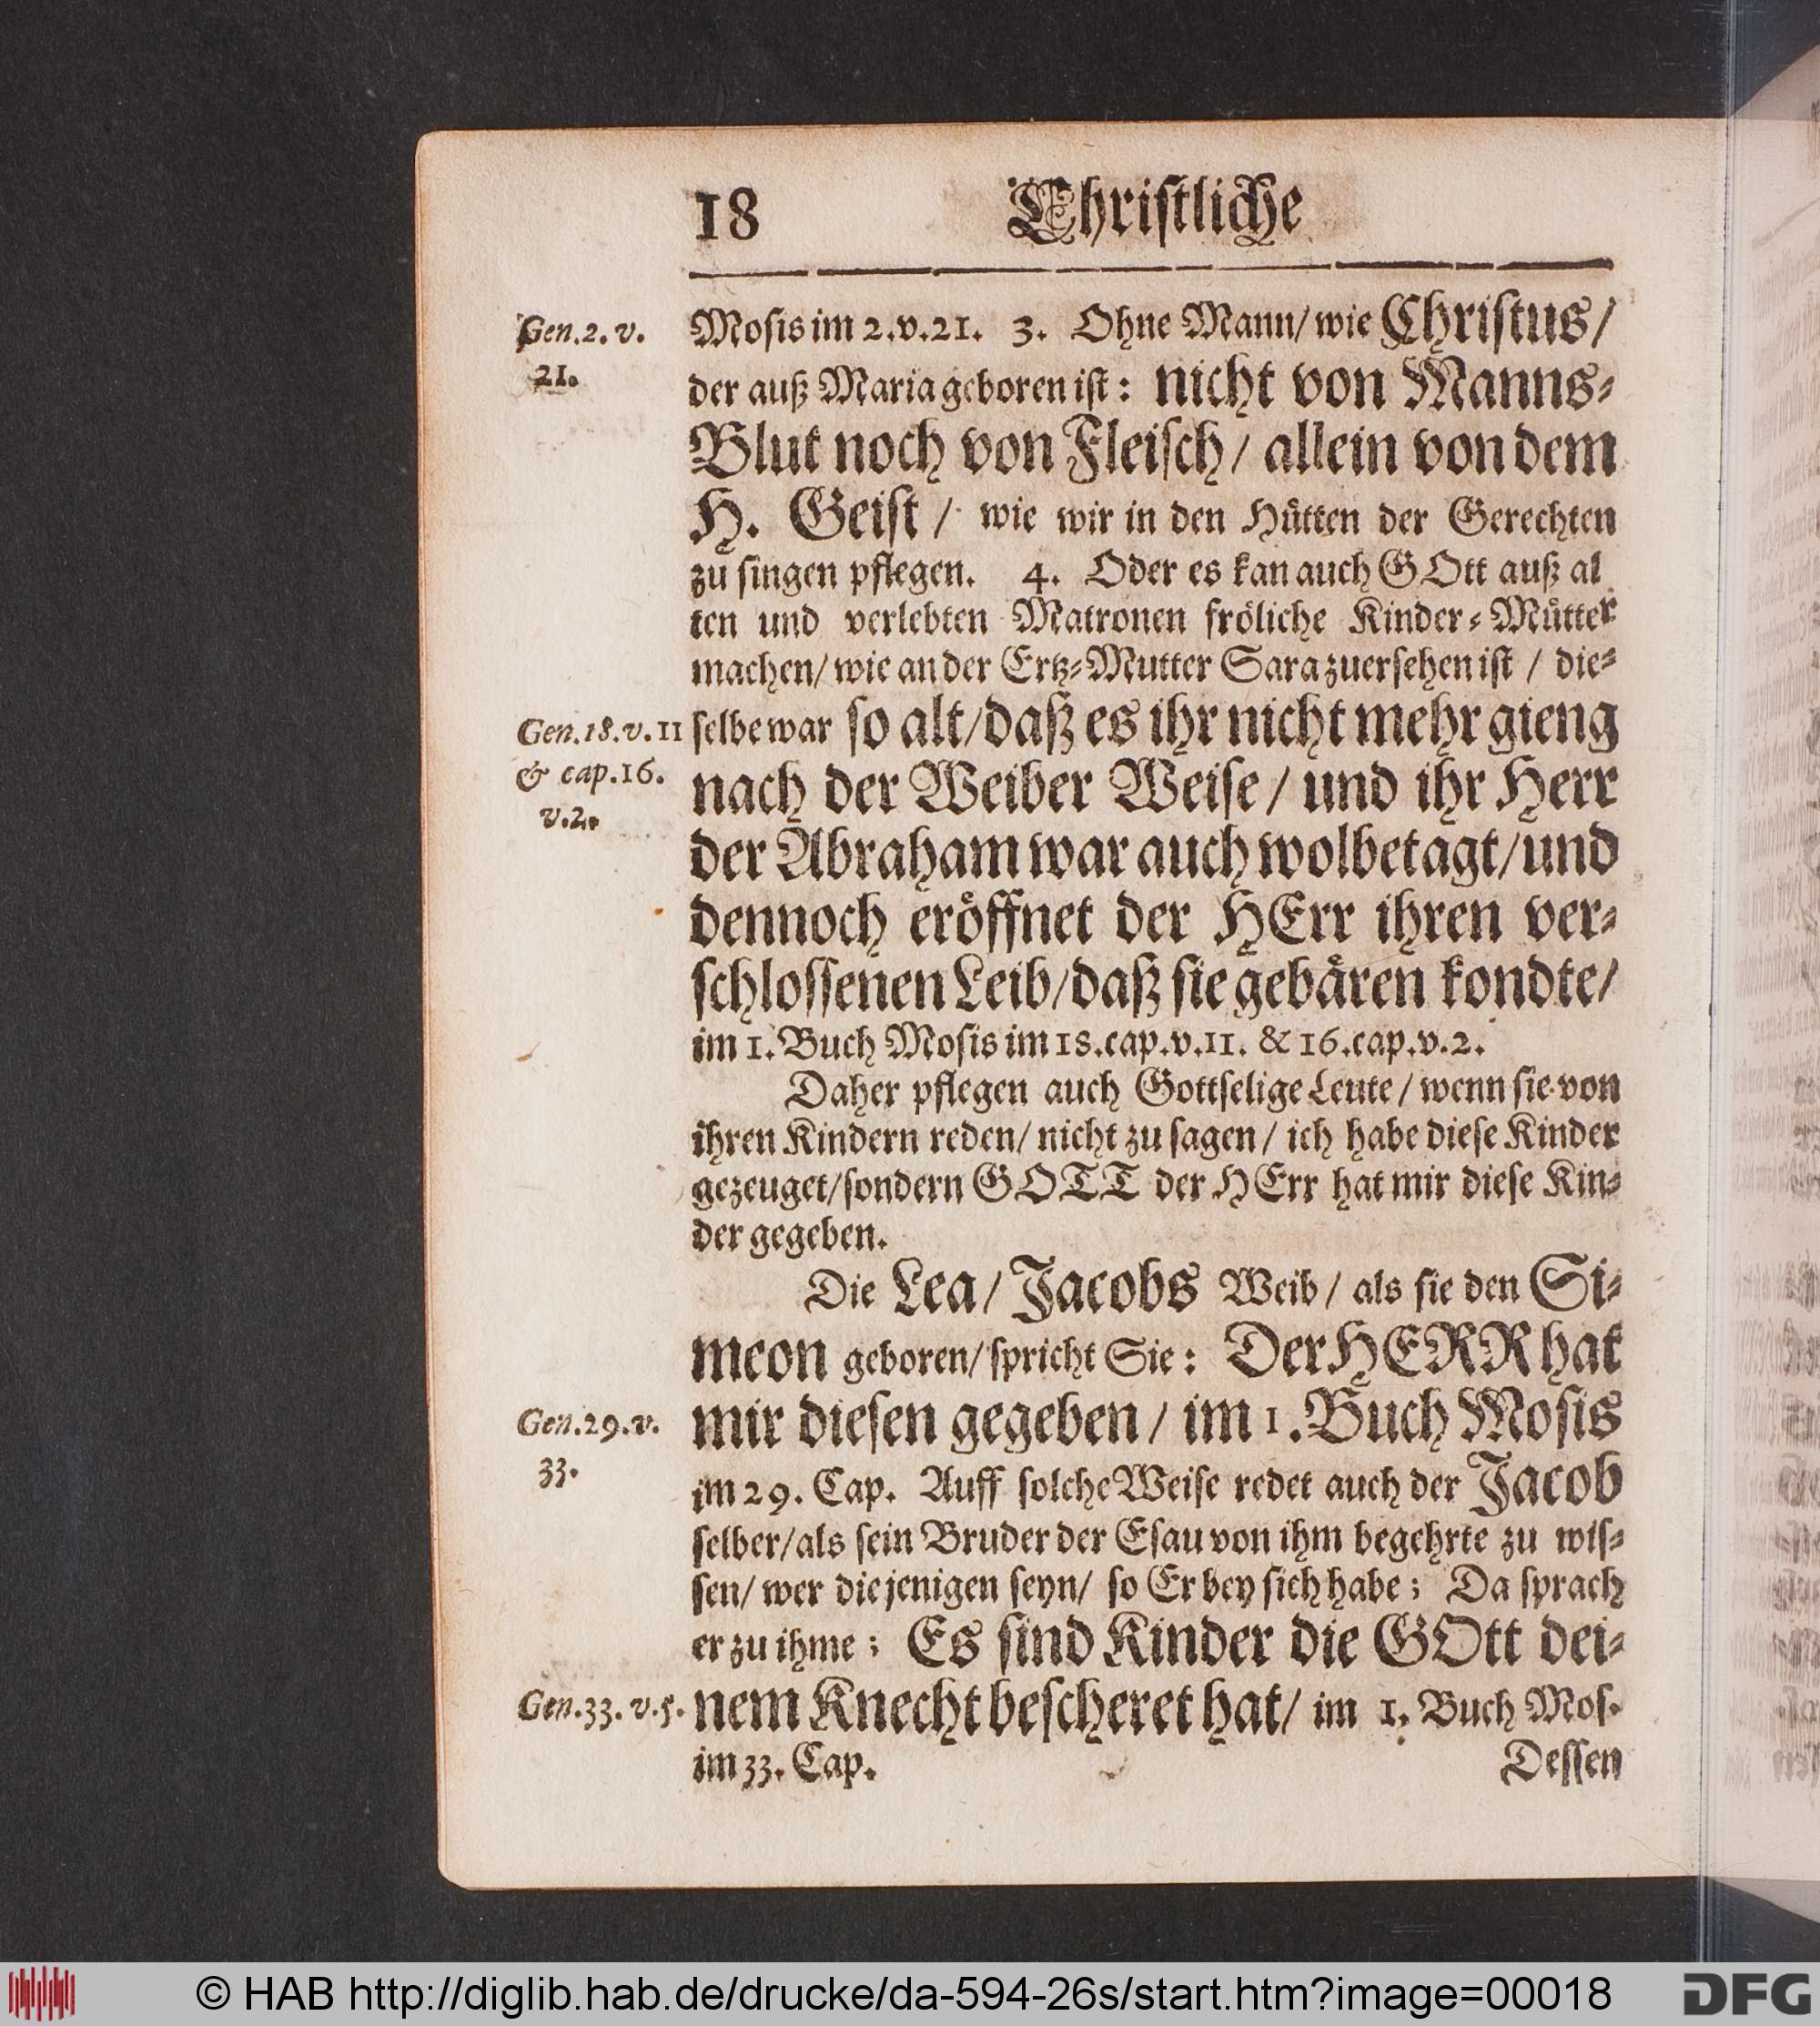 18 Christliche
Gen.2.v.
21.
Mosis im 2.v.21. 3. Ohne Mann/ wie Christus/
der auß Maria geboren ist: nicht von Manns-
Blut noch von Fleisch/ allein von dem
H. Geist/ wie wir in den Hütten der Gerechten
zu singen pflegen. 4. Oder es kan auch GOtt auß al
ten und verlebten Matronen fröliche Kinder-Mütter
machen/ wie an der Ertz-Mutter Sara zuersehen ist / die-
Gen.18.v.11
& cap.16.
v.2.
selbe war so alt/daß es ihr nicht mehr gieng
nach der Weiber Weise/ und ihr Herr
der Abraham war auch wolbetagt/und
dennoch eröffnet der HErr ihren ver-
schlossenen Leib/daß sie gebären kondte/
im 1. Buch Mosis im 18.cap.v.11. & 16.cap.v.2.
Daher pflegen auch Gottselige Leute/ wenn sie von
ihren Kindern reden/ nicht zu sagen/ ich habe diese Kinder
gezeuget/sondern GOTT der HErr hat mir diese Kin-
der gegeben.
Die Lea/ Jacobs Weib/ als sie den Si-
meon geboren/ spricht Sie: Der HERR hat
Gen.29.v.
33.
mir diesen gegeben/ im 1. Buch Mosis
im 29. Cap. Auff solche Weise redet auch der Jacob
selber/als sein Bruder der Esau von ihm begehrte zu wis-
sen/ wer diejenigen seyn/ so Er bey sich habe; Da sprach
er zu ihme; Es sind Kinder die GOtt dei-
Gen.33.v.5.
nem Knecht bescheret hat/ im 1. Buch Mos.
im 33. Cap.
Dessen
© HAB http://diglib.hab.de/drucke/da-594-26s/start.htm?image=00018
DFG